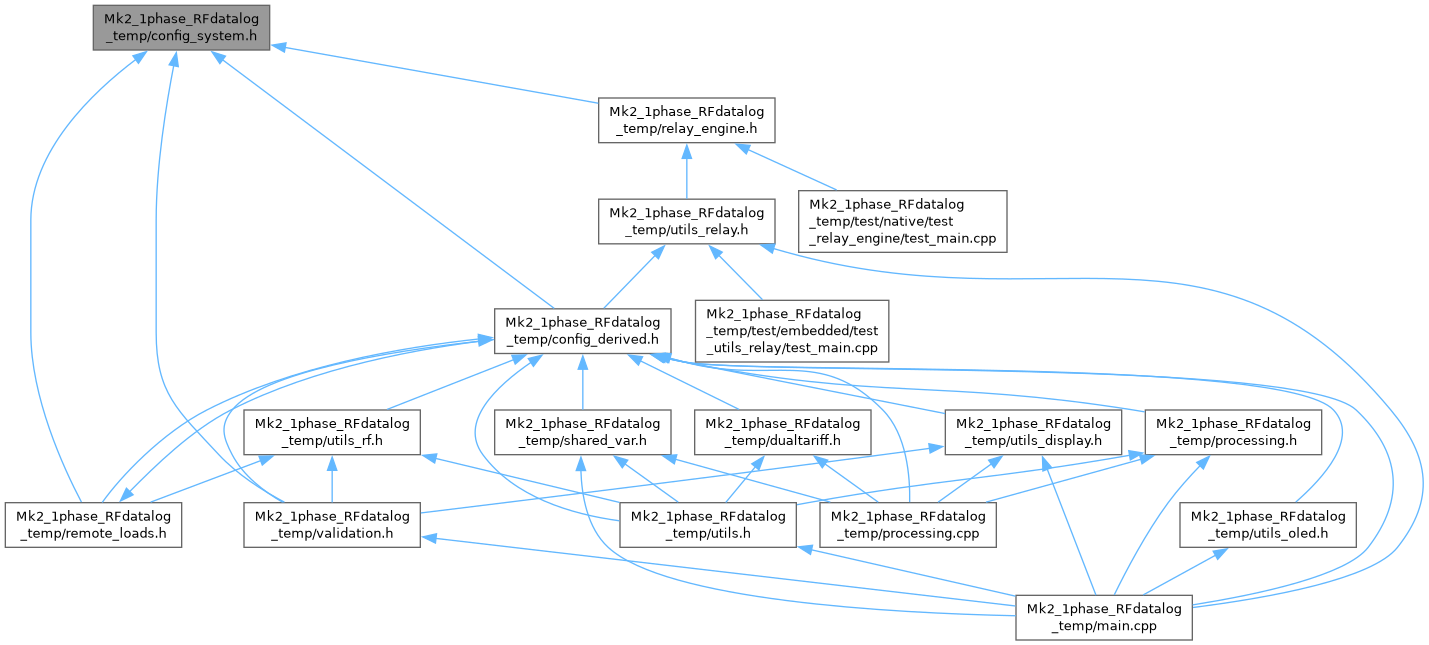 Mk2_1phase_RFdatalog
_temp/config_system.h
Mk2_1phase_RFdatalog
_temp/relay_engine.h
Mk2_1phase_RFdatalog
_temp/utils_relay.h
Mk2_1phase_RFdatalog
_temp/test/native/test
_relay_engine/test_main.cpp
Mk2_1phase_RFdatalog
_temp/config_derived.h
Mk2_1phase_RFdatalog
_temp/test/embedded/test
_utils_relay/test_main.cpp
Mk2_1phase_RFdatalog
_temp/utils_rf.h
Mk2_1phase_RFdatalog
_temp/shared_var.h
Mk2_1phase_RFdatalog
_temp/dualtariff.h
Mk2_1phase_RFdatalog
_temp/utils_display.h
Mk2_1phase_RFdatalog
_temp/processing.h
Mk2_1phase_RFdatalog
_temp/remote_loads.h
Mk2_1phase_RFdatalog
_temp/validation.h
Mk2_1phase_RFdatalog
_temp/utils.h
Mk2_1phase_RFdatalog
_temp/processing.cpp
Mk2_1phase_RFdatalog
_temp/utils_oled.h
Mk2_1phase_RFdatalog
_temp/main.cpp